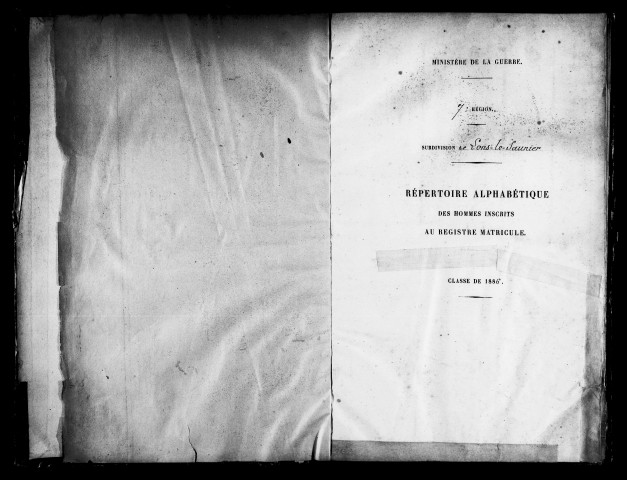 MINISTÈRE DE LA GUERRE.
7e RÉGION.
SUBDIVISION de Lons-le-Saunier
RÉPERTOIRE ALPHABÉTIQUE
DES HOMMES INSCRITS
AU REGISTRE MATRICULE.
CLASSE DE 1886.